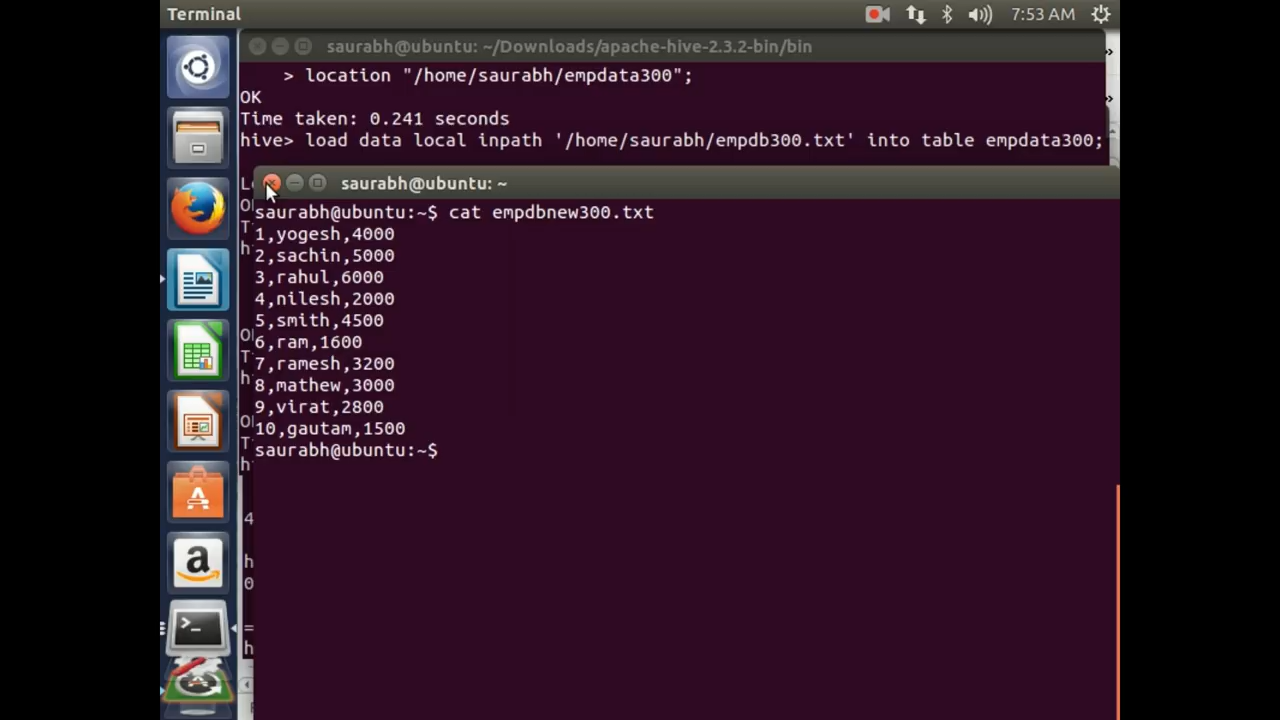 Terminal
7:53 AM
saurabh@ubuntu: ~/Downloads/apache-hive-2.3.2-bin/bin
> location "/home/saurabh/empdata300";
OK
Time taken: 0.241 seconds
hive> load data local inpath '/home/saurabh/empdb300.txt' into table empdata300;
saurabh@ubuntu: ~
saurabh@ubuntu:~$ cat empdbnew300.txt
1,yogesh,4000
2,sachin,5000
3,rahul,6000
4,nilesh,2000
5,smith,4500
6,ram,1600
7,ramesh,3200
8,mathew,3000
9,virat,2800
10,gautam,1500
saurabh@ubuntu:~$